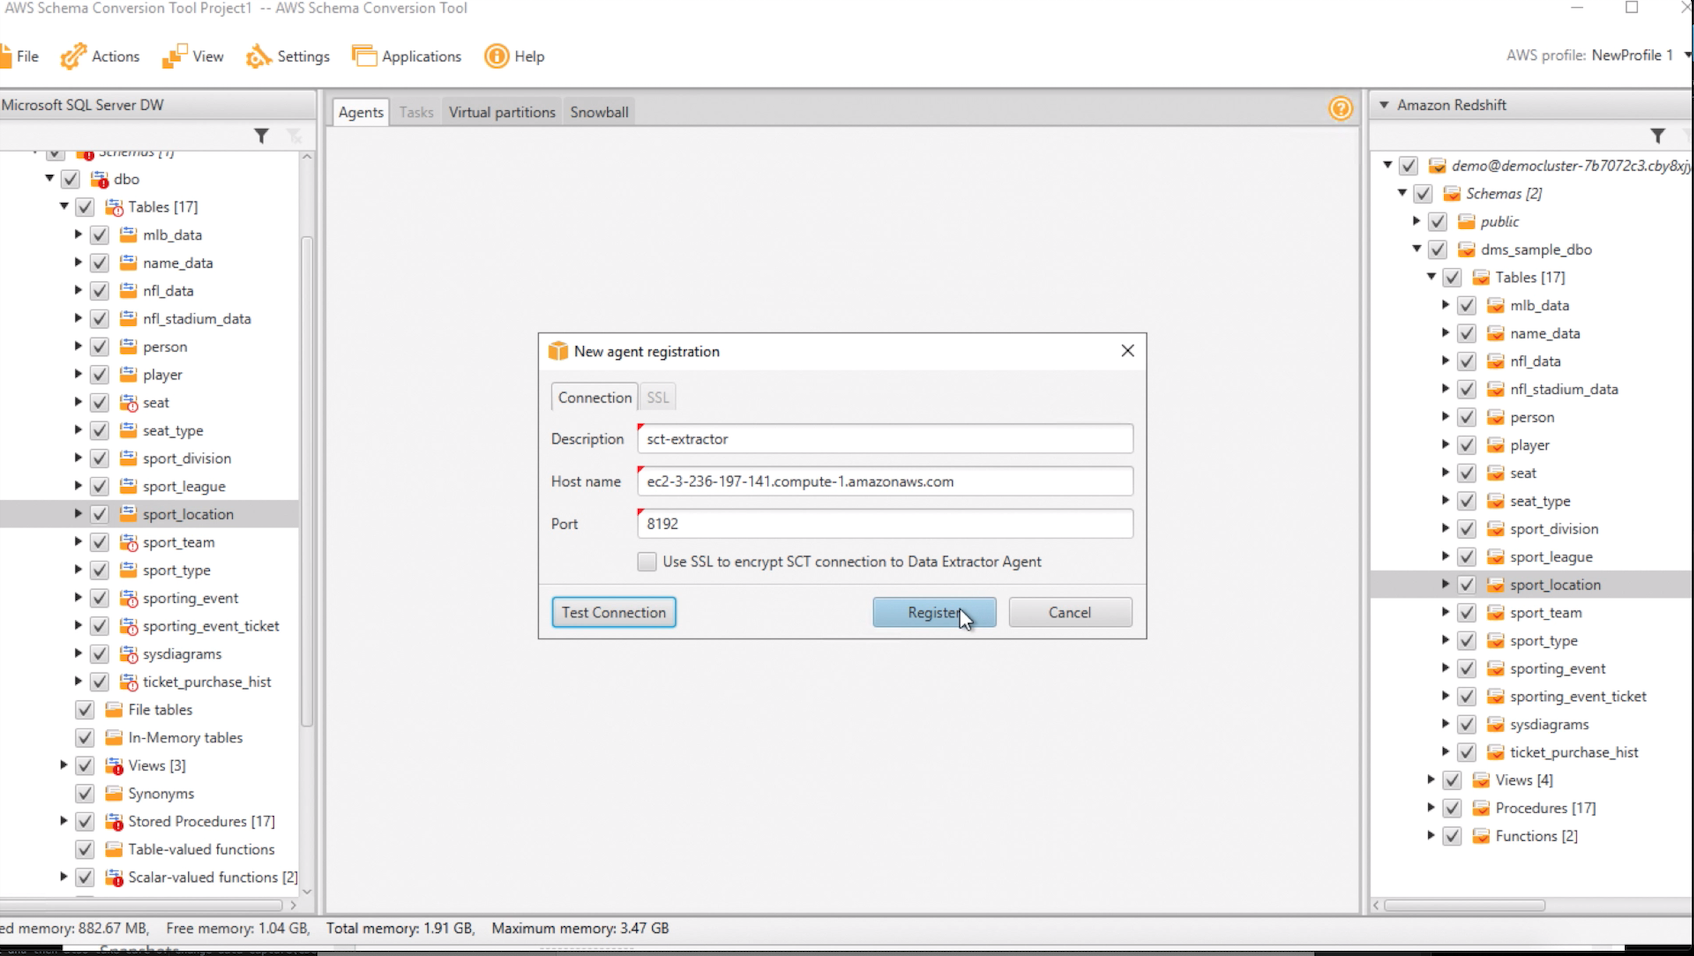 AWS Schema Conversion Tool Project1 -- AWS Schema Conversion Tool
File Actions View Settings Applications Help AWS profile: NewProfile 1
Microsoft SQL Server DW
Schemas [1]
dbo
Tables [17]
mlb_data
name_data
nfl_data
nfl_stadium_data
person
player
seat
seat_type
sport_division
sport_league
sport_location
sport_team
sport_type
sporting_event
sporting_event_ticket
sysdiagrams
ticket_purchase_hist
File tables
In-Memory tables
Views [3]
Synonyms
Stored Procedures [17]
Table-valued functions
Scalar-valued functions [2]
Agents Tasks Virtual partitions Snowball
New agent registration
Connection SSL
Description sct-extractor
Host name ec2-3-236-197-141.compute-1.amazonaws.com
Port 8192
Use SSL to encrypt SCT connection to Data Extractor Agent
Test Connection Register Cancel
Amazon Redshift
demo@democluster-7b7072c3.cby8xjy
Schemas [2]
public
dms_sample_dbo
Tables [17]
mlb_data
name_data
nfl_data
nfl_stadium_data
person
player
seat
seat_type
sport_division
sport_league
sport_location
sport_team
sport_type
sporting_event
sporting_event_ticket
sysdiagrams
ticket_purchase_hist
Views [4]
Procedures [17]
Functions [2]
ed memory: 882.67 MB, Free memory: 1.04 GB, Total memory: 1.91 GB, Maximum memory: 3.47 GB